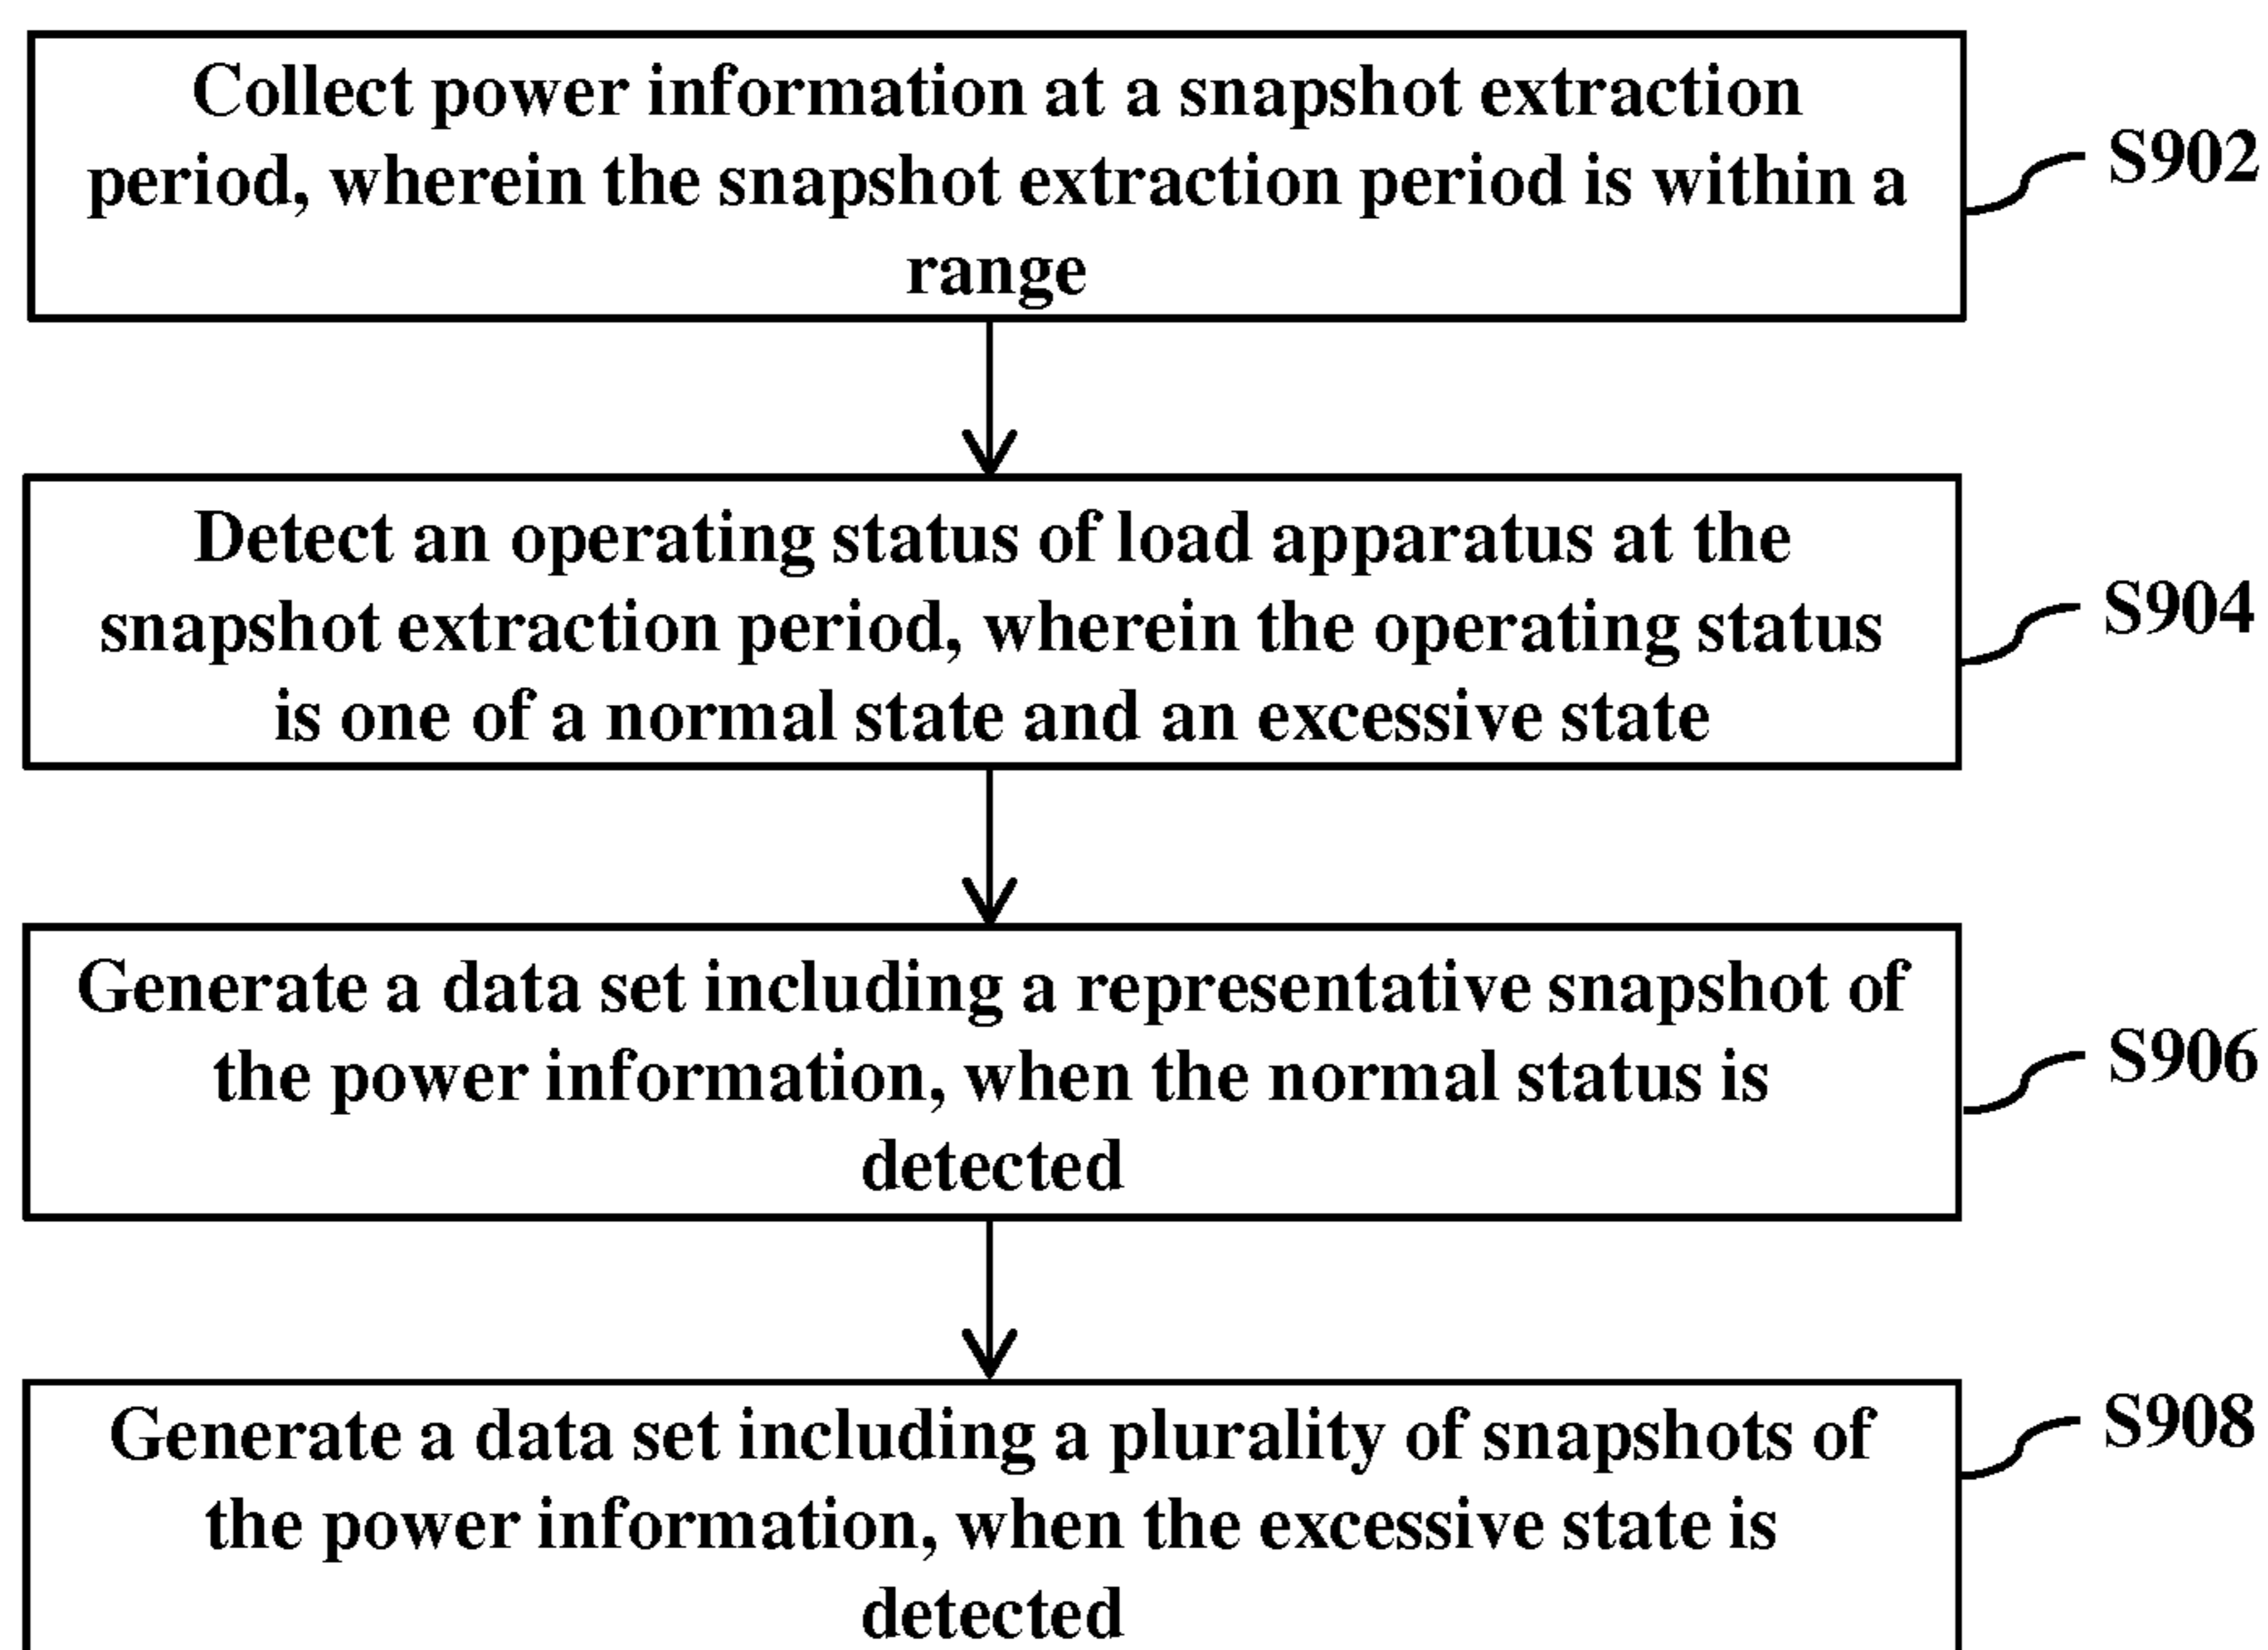 Collect power information at a snapshot extraction
period, wherein the snapshot extraction period is within a
range
S902
Detect an operating status of load apparatus at the
snapshot extraction period, wherein the operating status
is one of a normal state and an excessive state
S904
Generate a data set including a representative snapshot of
the power information, when the normal status is
detected
S906
Generate a data set including a plurality of snapshots of
the power information, when the excessive state is
detected
S908